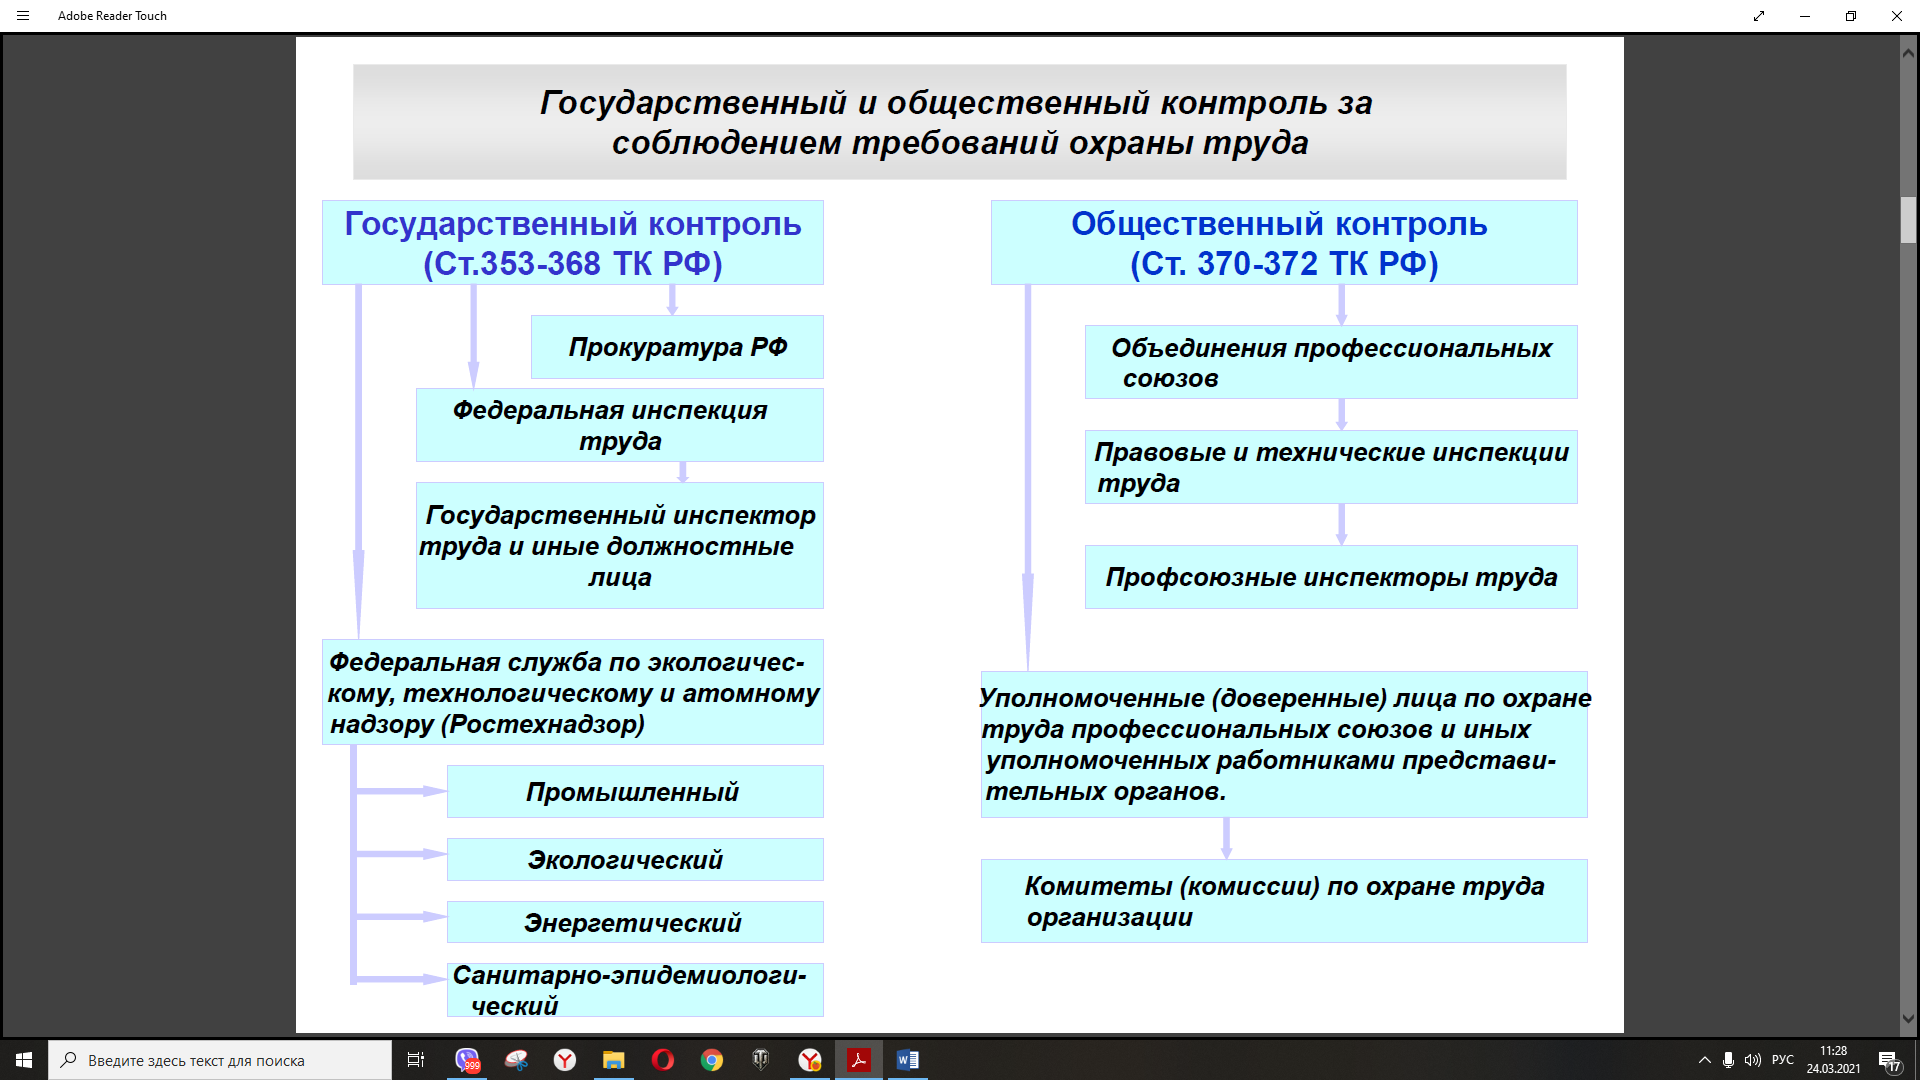 Adobe Reader Touch
Государственный и общественный контроль за
соблюдением требований охраны труда
Государственный контроль
(Ст.353-368 ТК РФ)
Прокуратура РФ
Федеральная инспекция
труда
Государственный инспектор
труда и иные должностные
лица
Федеральная служба по экологичес-
кому, технологическому и атомному
надзору (Ростехнадзор)
Промышленный
Экологический
Энергетический
Санитарно-эпидемиологи-
ческий
Общественный контроль
(Ст. 370-372 ТК РФ)
Объединения профессиональных
союзов
Правовые и технические инспекции
труда
Профсоюзные инспекторы труда
Уполномоченные (доверенные) лица по охране
труда профессиональных союзов и иных
уполномоченных работниками представи-
тельных органов.
Комитеты (комиссии) по охране труда
организации
Введите здесь текст для поиска
999
РУС
11:28
24.03.2021
17